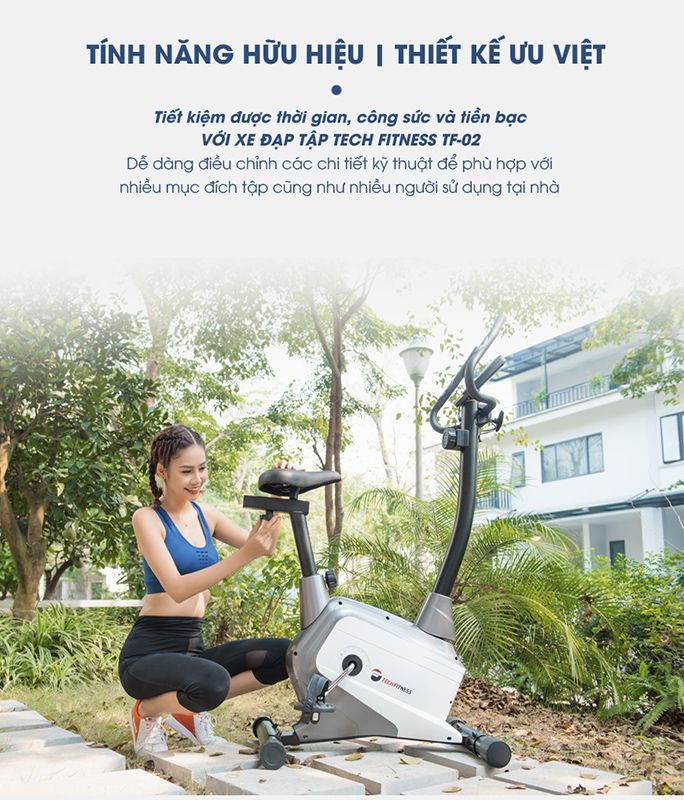 TÍNH NĂNG HỮU HIỆU | THIẾT KẾ ƯU VIỆT
Tiết kiệm được thời gian, công sức và tiền bạc
VỚI XE ĐẠP TẬP TECH FITNESS TF-02
Dễ dàng điều chỉnh các chi tiết kỹ thuật để phù hợp với
nhiều mục đích tập cũng như nhiều người sử dụng tại nhà
TECHFITNESS